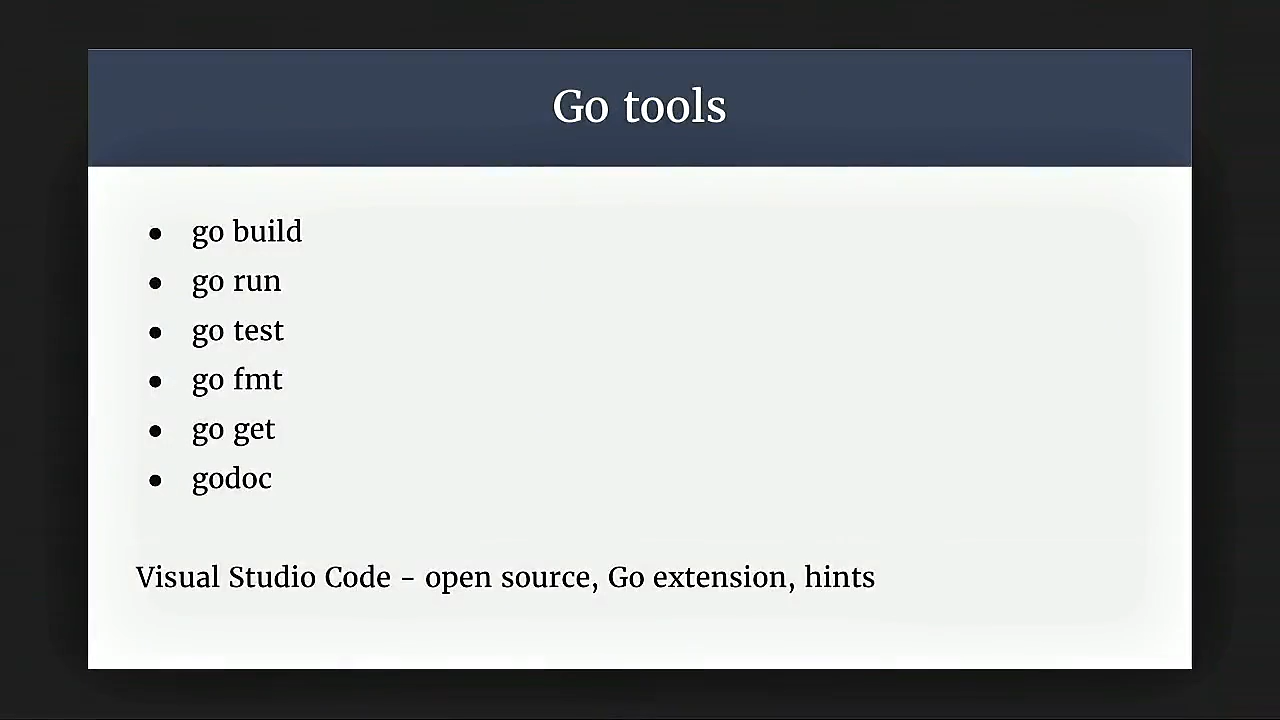 Go tools
● go build
● go run
● go test
● go fmt
● go get
● godoc
Visual Studio Code - open source, Go extension, hints